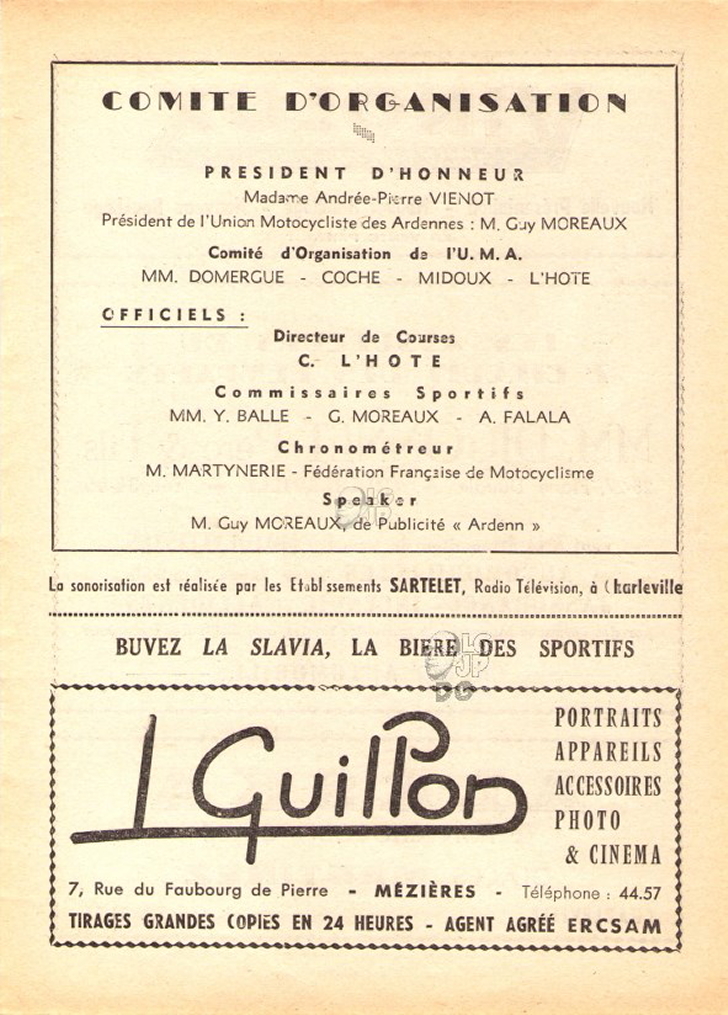 COMITE D'ORGANISATION
PRESIDENT D'HONNEUR
Madame Andrée-Pierre VIENOT
Président de l'Union Motocycliste des Ardennes : M. Guy MOREAUX
Comité d'Organisation de l'U. M. A.
MM. DOMERGUE - COCHE - MIDOUX - L'HOTE
OFFICIELS :
Directeur de Courses
C. L'HOTE
Commissaires Sportifs
MM. Y. BALLE - G. MOREAUX - A. FALALA
Chronométreur
M. MARTYNERIE - Fédération Française de Motocyclisme
Speaker
M. Guy MOREAUX, de Publicité « Ardenn »
La sonorisation est réalisée par les Etablissements SARTELET, Radio Télévision, à Charleville
BUVEZ LA SLAVIA, LA BIERE DES SPORTIFS
PORTRAITS
APPAREILS
ACCESSOIRES
PHOTO
& CINEMA
7, Rue du Faubourg de Pierre - MÉZIÈRES - Téléphone : 44.57
TIRAGES GRANDES COPIES EN 24 HEURES - AGENT AGRÉÉ ERCSAM